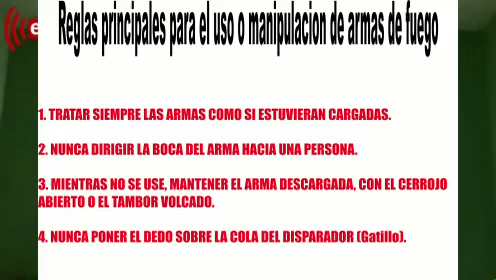 Reglas principales para el uso o manipulacion de armas de fuego
1. TRATAR SIEMPRE LAS ARMAS COMO SI ESTUVIERAN CARGADAS.
2. NUNCA DIRIGIR LA BOCA DEL ARMA HACIA UNA PERSONA.
3. MIENTRAS NO SE USE, MANTENER EL ARMA DESCARGADA, CON EL CERROJO
ABIERTO O EL TAMBOR VOLCADO.
4. NUNCA PONER EL DEDO SOBRE LA COLA DEL DISPARADOR (Gatillo).